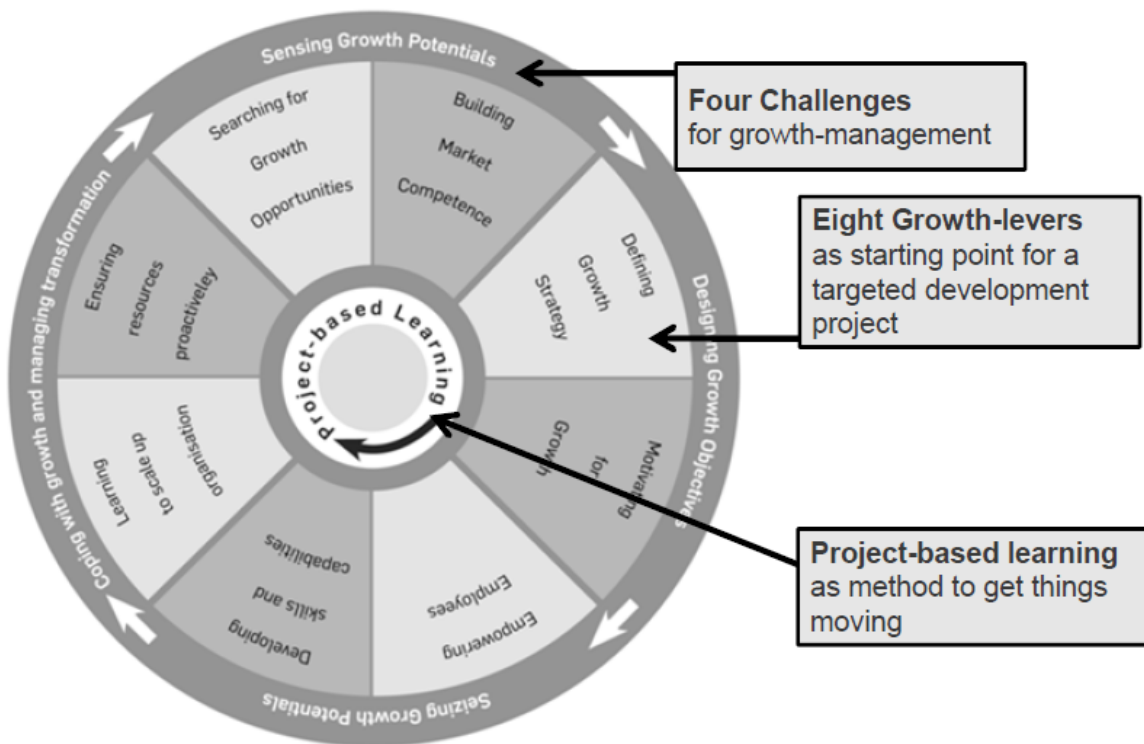 Sensing Growth Potentials
Searching for
Growth
Opportunities
Building
Market
Competence
Designing Growth Objectives
Defining
Growth
Strategy
Motivating
for
Growth
Seizing Growth Potentials
Empowering
Employees
Developing
skills and
capabilities
Coping with growth and managing transformation
Learning
to scale up
organisation
Ensuring
resources
proactiveley
Project-based Learning
Four Challenges
for growth-management
Eight Growth-levers
as starting point for a
targeted development
project
Project-based learning
as method to get things
moving